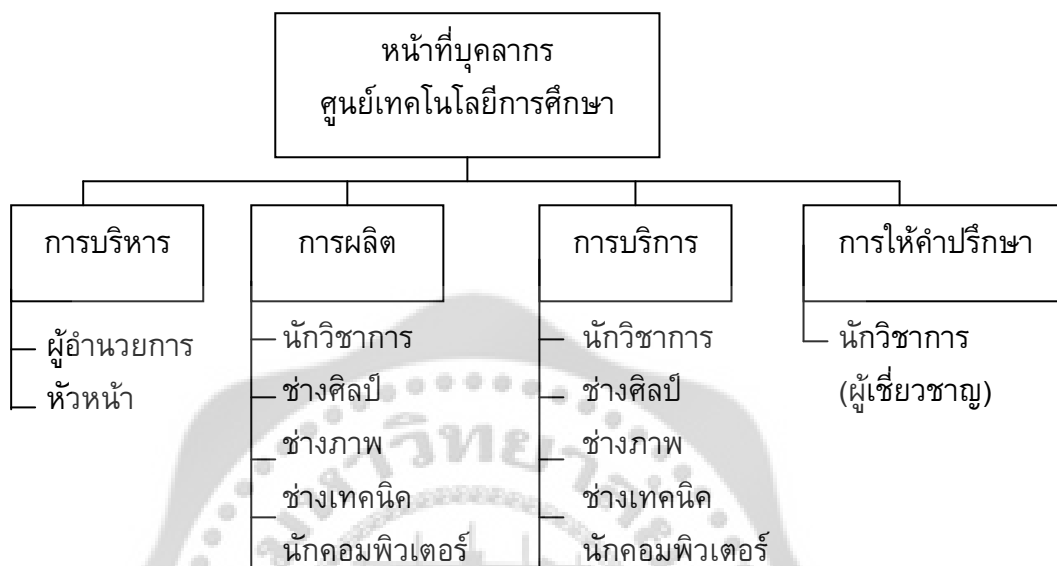 หน้าที่บุคลากร
ศูนย์เทคโนโลยีการศึกษา
การบริหาร
ผู้อำนวยการ
หัวหน้า
การผลิต
นักวิชาการ
ช่างศิลป์
ช่างภาพ
ช่างเทคนิค
นักคอมพิวเตอร์
การบริการ
นักวิชาการ
ช่างศิลป์
ช่างภาพ
ช่างเทคนิค
นักคอมพิวเตอร์
การให้คำปรึกษา
นักวิชาการ
(ผู้เชี่ยวชาญ)